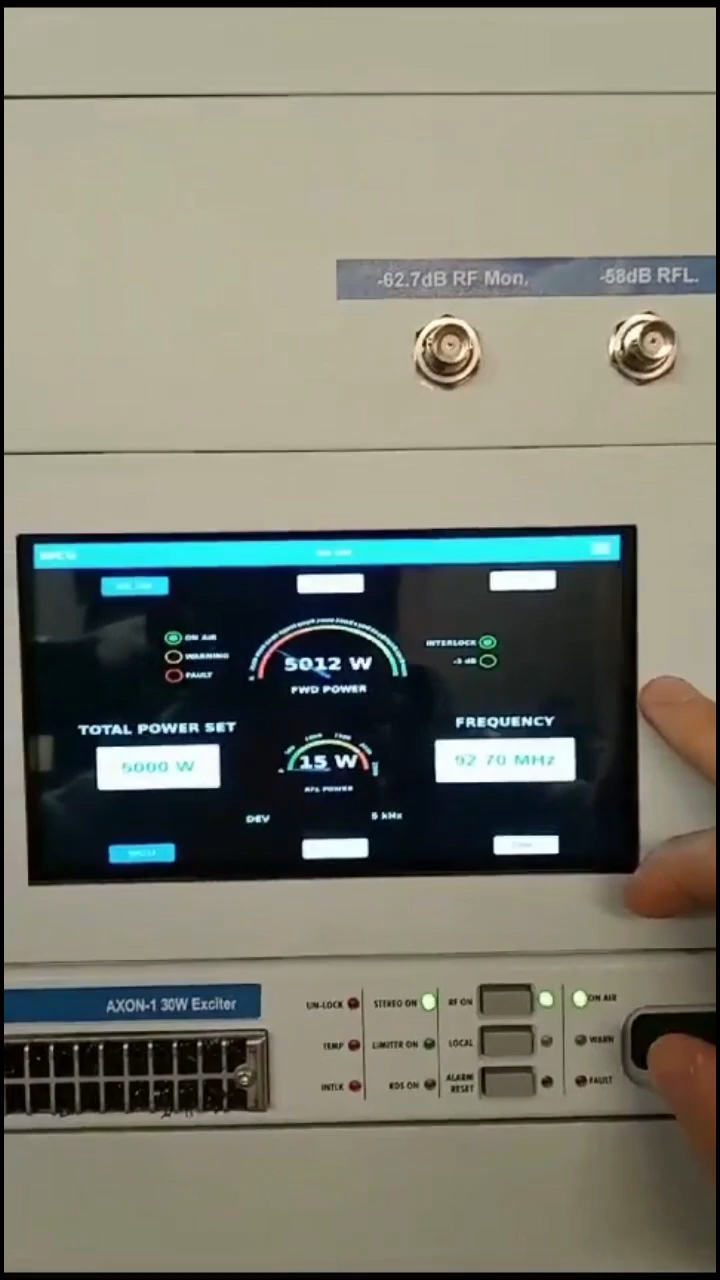 -62.7dB RF Mon.
-58dB RFL.
ON AIR
WARNING
FAULT
5012 W
FWD POWER
INTERLOCK
-3 dB
TOTAL POWER SET
5000 W
15 W
RFL POWER
FREQUENCY
92.70 MHz
DEV
5 kHz
AXON-1 30W Exciter
UN-LOCK
TEMP
INTLK
STEREO ON
LIMITER ON
RDS ON
RF ON
LOCAL
ALARM
RESET
ON AIR
WARN
FAULT